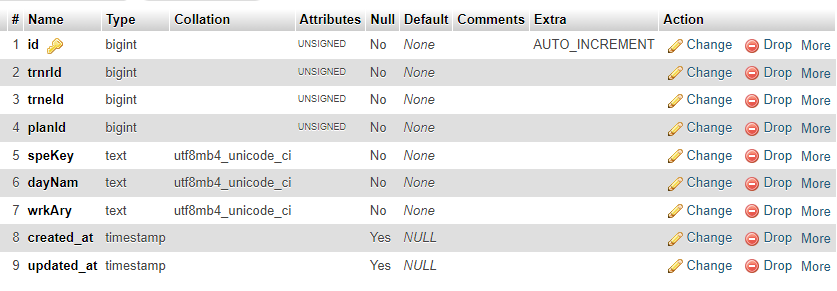 # Name Type Collation Attributes Null Default Comments Extra Action
1 id bigint UNSIGNED No None AUTO_INCREMENT Change Drop More
2 trnrId bigint UNSIGNED No None Change Drop More
3 trneId bigint UNSIGNED No None Change Drop More
4 planId bigint UNSIGNED No None Change Drop More
5 speKey text utf8mb4_unicode_ci No None Change Drop More
6 dayNam text utf8mb4_unicode_ci No None Change Drop More
7 wrkAry text utf8mb4_unicode_ci No None Change Drop More
8 created_at timestamp Yes NULL Change Drop More
9 updated_at timestamp Yes NULL Change Drop More